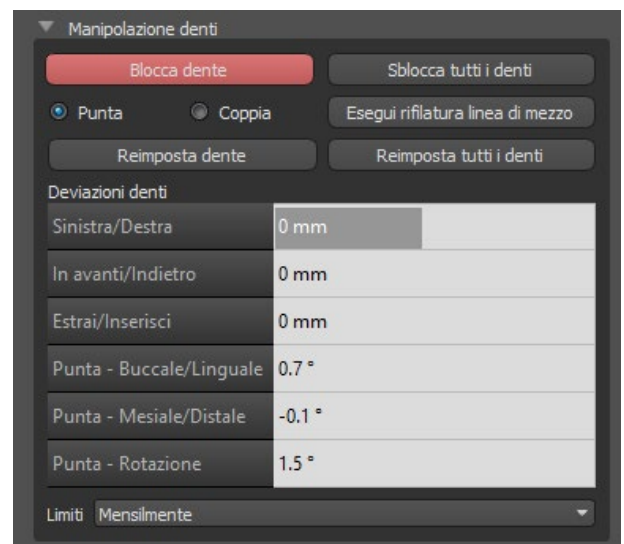 Manipolazione denti
Blocca dente Sblocca tutti i denti
Punta Coppia Esegui rifilatura linea di mezzo
Reimposta dente Reimposta tutti i denti
Deviazioni denti
Sinistra/Destra 0 mm
In avanti/Indietro 0 mm
Estrai/Inserisci 0 mm
Punta - Buccale/Linguale 0.7 °
Punta - Mesiale/Distale -0.1 °
Punta - Rotazione 1.5 °
Limiti Mensilmente